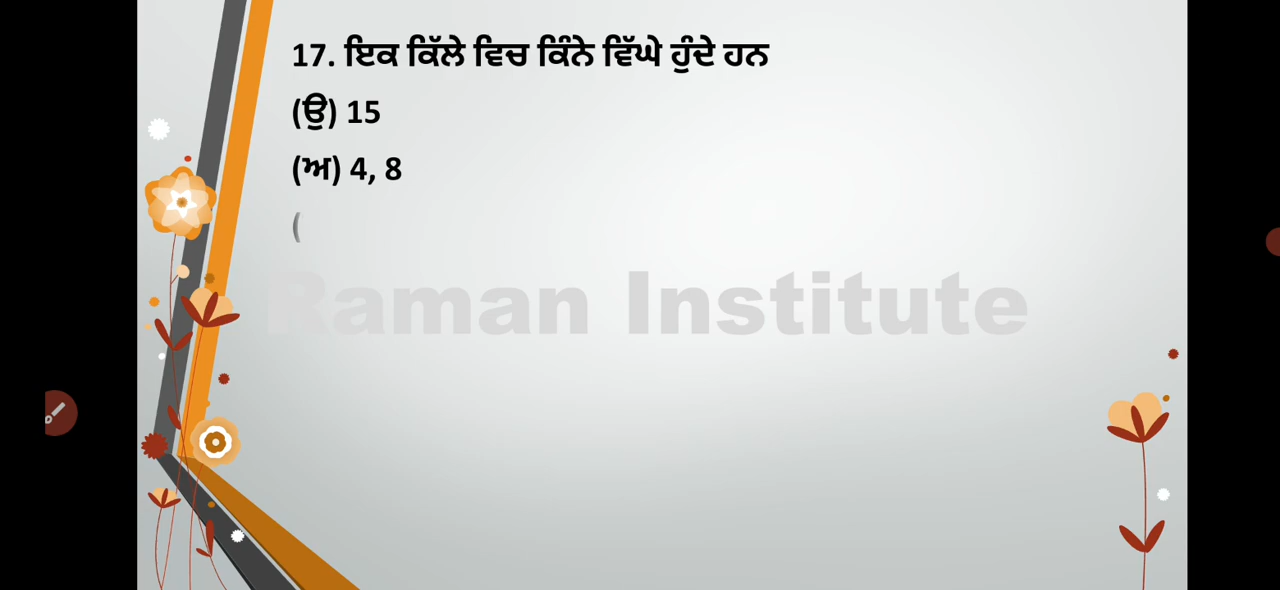 17. ਇਕ ਕਿੱਲੇ ਵਿਚ ਕਿੰਨੇ ਵਿੱਘੇ ਹੁੰਦੇ ਹਨ
(ਉ) 15
(ਅ) 4, 8
(
Raman Institute